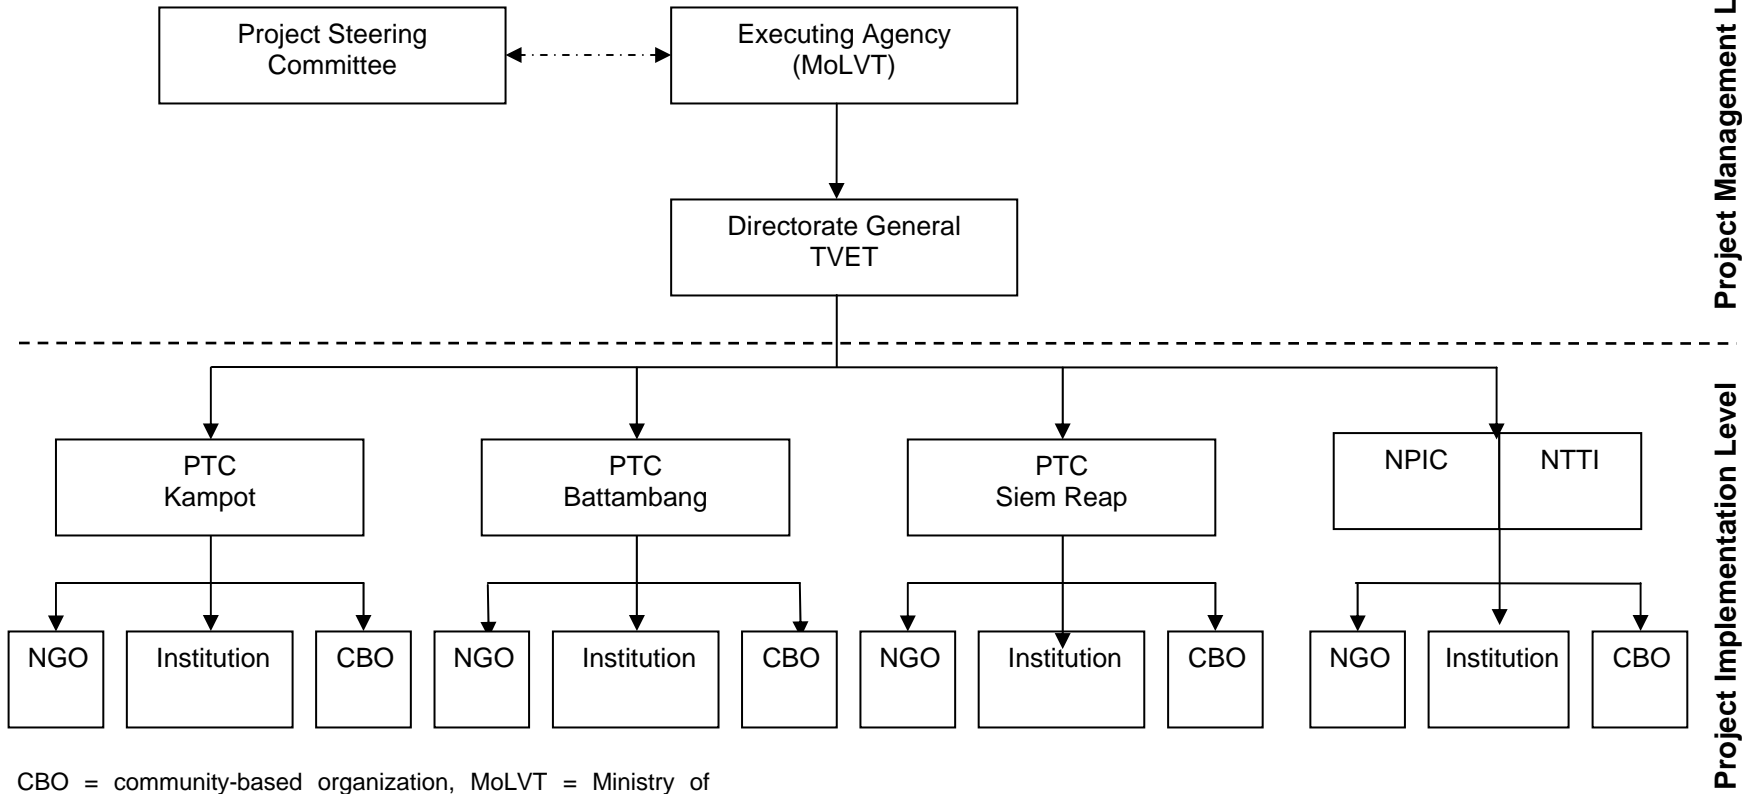 Project Steering
Committee
Executing Agency
(MoLVT)
Directorate General
TVET
Project Management L
PTC
Kampot
PTC
Battambang
PTC
Siem Reap
NPIC
NTTI
NGO
Institution
CBO
NGO
Institution
CBO
NGO
Institution
CBO
NGO
Institution
CBO
Project Implementation Level
CBO = community-based organization, MoLVT = Ministry of